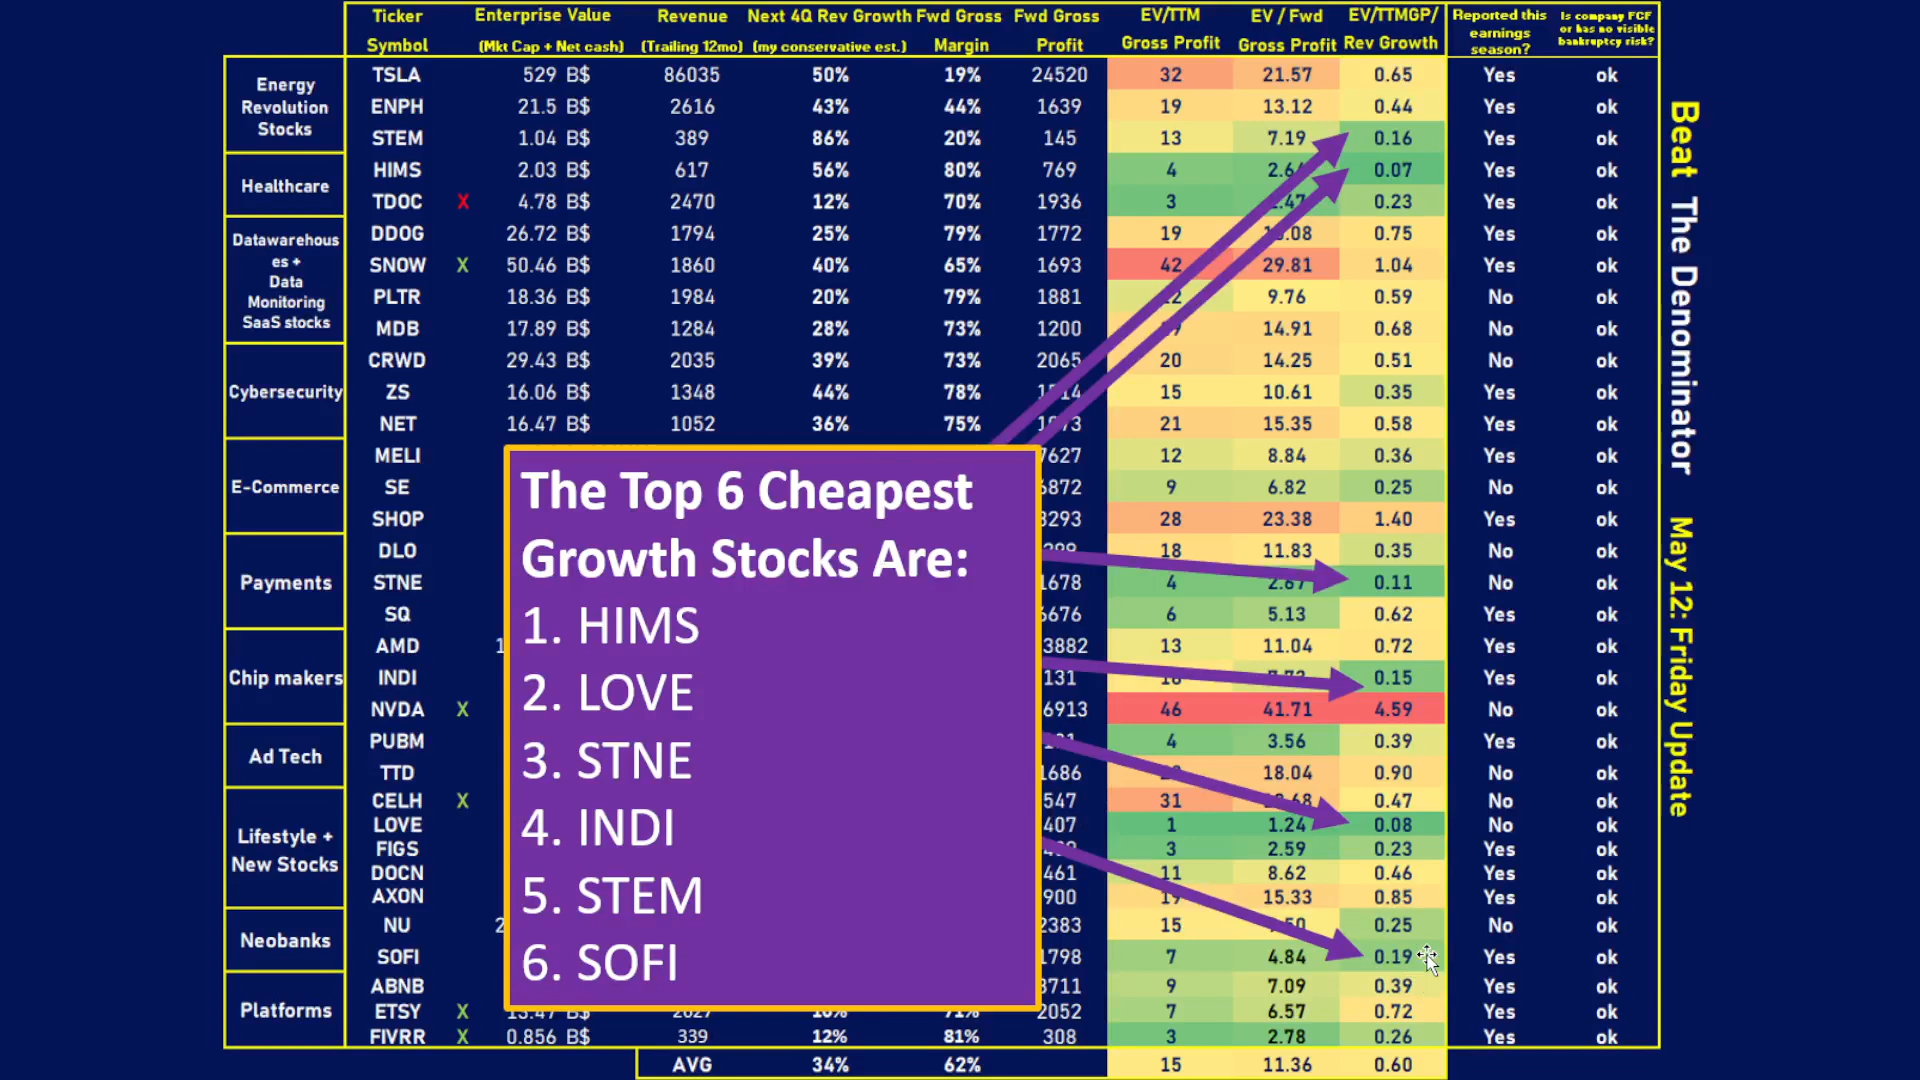 Ticker Symbol Enterprise Value (Mkt Cap + Net cash) Revenue (Trailing 12mo) Next 4Q Rev Growth (my conservative est.) Fwd Gross Margin Fwd Gross Profit EV/TTM Gross Profit EV / Fwd Gross Profit EV/TTMGP/ Rev Growth Reported this earnings season? Is company FCF or has no visible bankruptcy risk?
Energy Revolution Stocks
TSLA 529 B$ 86035 50% 19% 24520 32 21.57 0.65 Yes ok
ENPH 21.5 B$ 2616 43% 44% 1639 19 13.12 0.44 Yes ok
STEM 1.04 B$ 389 86% 20% 145 13 7.19 0.16 Yes ok
Healthcare
HIMS 2.03 B$ 617 56% 80% 769 4 0.07 Yes ok
TDOC X 4.78 B$ 2470 12% 70% 1936 3 0.23 Yes ok
Datawarehous
es +
Data
Monitoring
SaaS stocks
DDOG 26.72 B$ 1794 25% 79% 1772 19 0.75 Yes ok
SNOW X 50.46 B$ 1860 40% 65% 1693 42 29.81 1.04 Yes ok
PLTR 18.36 B$ 1984 20% 79% 1881 9.76 0.59 No ok
MDB 17.89 B$ 1284 28% 73% 1200 14.91 0.68 No ok
Cybersecurity
CRWD 29.43 B$ 2035 39% 73% 2065 20 14.25 0.51 No ok
ZS 16.06 B$ 1348 44% 78% 15 10.61 0.35 Yes ok
NET 16.47 B$ 1052 36% 75% 21 15.35 0.58 Yes ok
E-Commerce
MELI 12 8.84 0.36 Yes ok
SE 9 6.82 0.25 No ok
SHOP 28 23.38 1.40 Yes ok
Payments
DLO 18 11.83 0.35 No ok
STNE 1678 4 2.67 0.11 No ok
SQ 6 5.13 0.62 Yes ok
Chip makers
AMD 13 11.04 0.72 Yes ok
INDI 131 0.15 Yes ok
NVDA X 46 41.71 4.59 No ok
Ad Tech
PUBM 4 3.56 0.39 Yes ok
TTD 1686 18.04 0.90 No ok
Lifestyle +
New Stocks
CELH X 547 31 0.47 No ok
LOVE 407 1 1.24 0.08 No ok
FIGS 3 2.59 0.23 Yes ok
DOCN 461 11 8.62 0.46 Yes ok
AXON 900 19 15.33 0.85 Yes ok
Neobanks
NU 2383 15 0.25 No ok
SOFI 1798 7 4.84 0.19 Yes ok
Platforms
ABNB 9 7.09 0.39 Yes ok
ETSY X 2052 7 6.57 0.72 Yes ok
FIVRR X 0.856 B$ 339 12% 81% 308 3 2.78 0.26 Yes ok
AVG 34% 62% 15 11.36 0.60
The Top 6 Cheapest
Growth Stocks Are:
1. HIMS
2. LOVE
3. STNE
4. INDI
5. STEM
6. SOFI
Beat The Denominator May 12: Friday Update